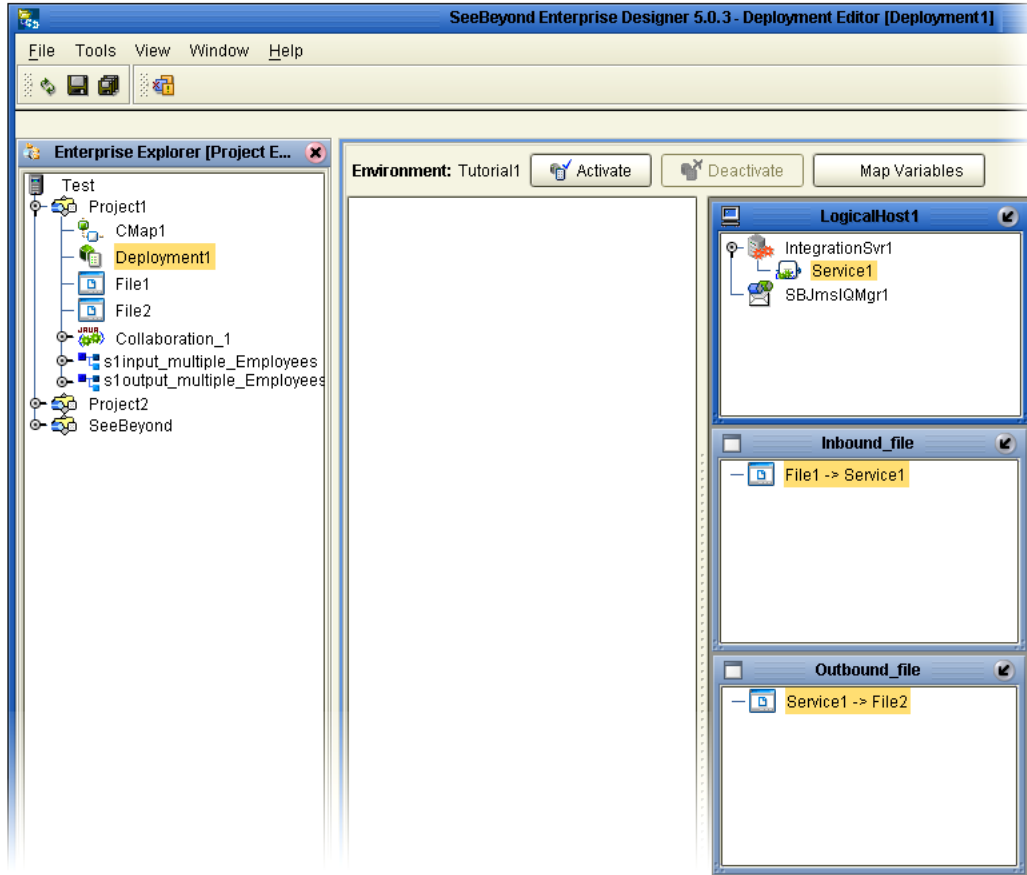 SeeBeyond Enterprise Designer 5.0.3 - Deployment Editor [Deployment1]
File Tools View Window Help
Enterprise Explorer [Project E...
Test
Project1
CMap1
Deployment1
File1
File2
JAVA
Collaboration_1
s1input_multiple_Employees
s1output_multiple_Employees
Project2
SeeBeyond
Environment: Tutorial1 Activate Deactivate Map Variables
LogicalHost1
IntegrationSvr1
Service1
SBJmsIQMgr1
Inbound_file
File1 -> Service1
Outbound_file
Service1 -> File2